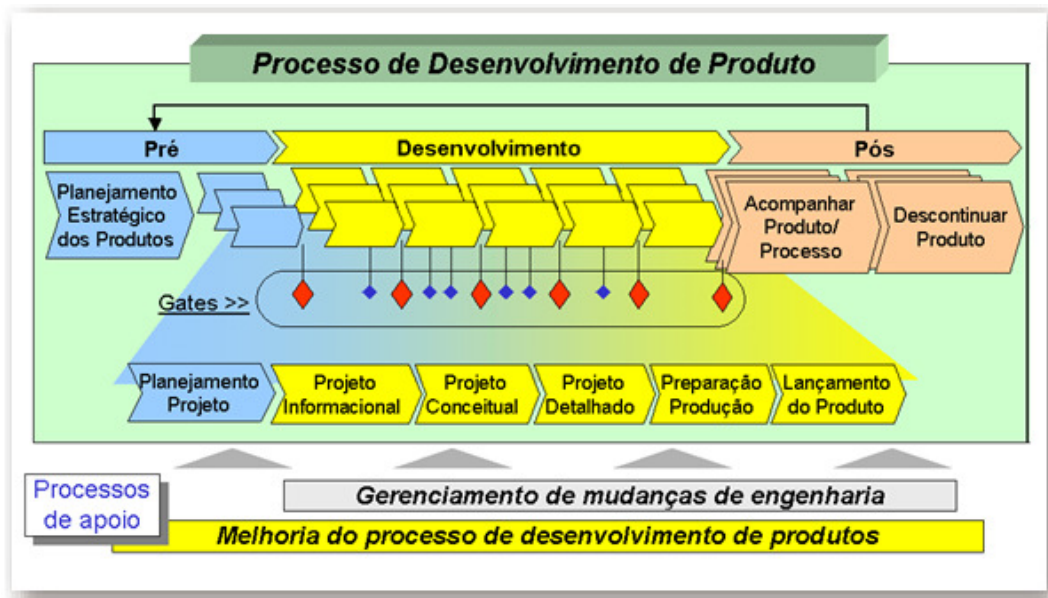 Processo de Desenvolvimento de Produto
Pré
Desenvolvimento
Pós
Planejamento
Estratégico
dos Produtos
Acompanhar
Produto/
Processo
Descontinuar
Produto
Gates >>
Planejamento
Projeto
Projeto
Informacional
Projeto
Conceitual
Projeto
Detalhado
Preparação
Produção
Lançamento
do Produto
Processos
de apoio
Gerenciamento de mudanças de engenharia
Melhoria do processo de desenvolvimento de produtos